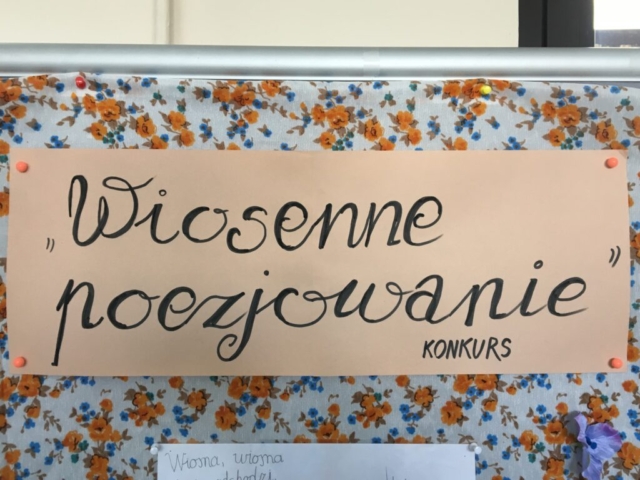 „Wiosenne
poezjowanie”
KONKURS
Wiosna, wiosna